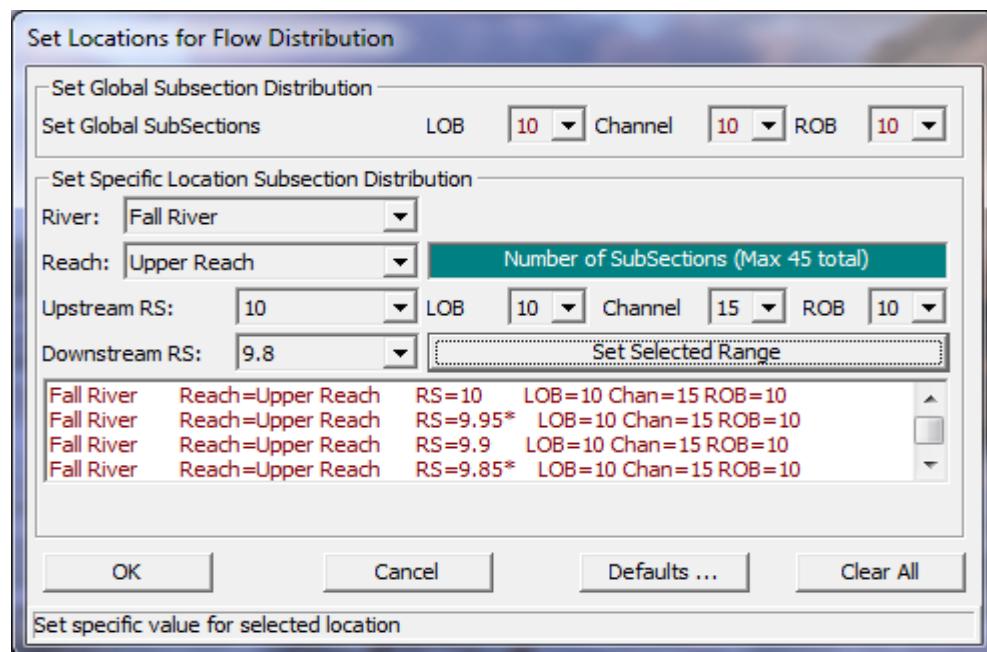 Set Locations for Flow Distribution
Set Global Subsection Distribution
Set Global SubSections LOB 10 Channel 10 ROB 10
Set Specific Location Subsection Distribution
River: Fall River
Reach: Upper Reach Number of SubSections (Max 45 total)
Upstream RS: 10 LOB 10 Channel 15 ROB 10
Downstream RS: 9.8 Set Selected Range
Fall River Reach=Upper Reach RS=10 LOB=10 Chan=15 ROB=10
Fall River Reach=Upper Reach RS=9.95* LOB=10 Chan=15 ROB=10
Fall River Reach=Upper Reach RS=9.9 LOB=10 Chan=15 ROB=10
Fall River Reach=Upper Reach RS=9.85* LOB=10 Chan=15 ROB=10
OK Cancel Defaults ... Clear All
Set specific value for selected location